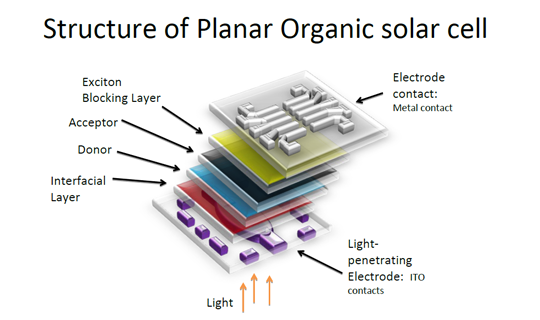 Structure of Planar Organic solar cell
Exciton
Blocking Layer
Acceptor
Donor
Interfacial
Layer
Electrode
contact:
Metal contact
Light-
penetrating
Electrode: ITO
contacts
Light